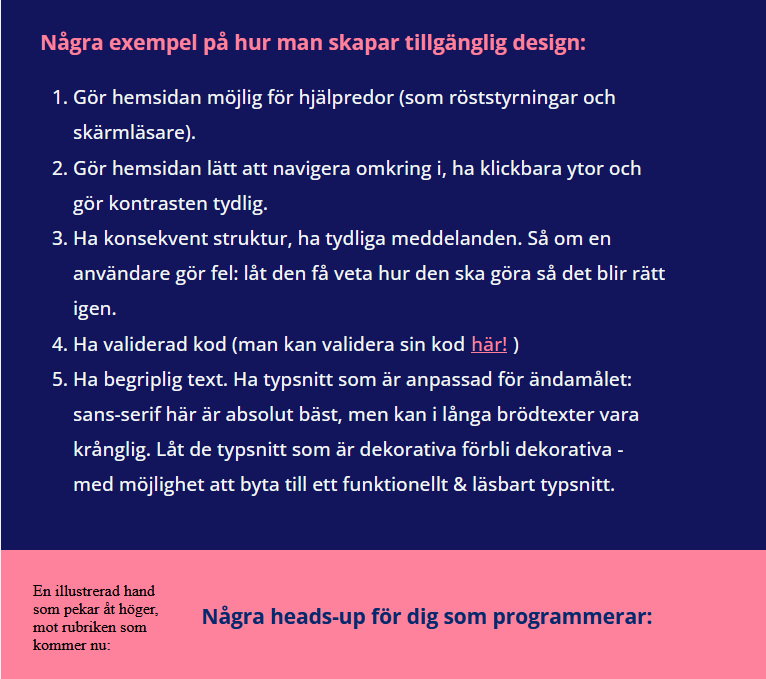 Några exempel på hur man skapar tillgänglig design:
1. Gör hemsidan möjlig för hjälpredor (som röststyrningar och
skärmläsare).
2. Gör hemsidan lätt att navigera omkring i, ha klickbara ytor och
gör kontrasten tydlig.
3. Ha konsekvent struktur, ha tydliga meddelanden. Så om en
användare gör fel: låt den få veta hur den ska göra så det blir rätt
igen.
4. Ha validerad kod (man kan validera sin kod här! )
5. Ha begriplig text. Ha typsnitt som är anpassad för ändamålet:
sans-serif här är absolut bäst, men kan i långa brödtexter vara
krånglig. Låt de typsnitt som är dekorativa förbli dekorativa -
med möjlighet att byta till ett funktionellt & läsbart typsnitt.
En illustrerad hand
som pekar åt höger,
mot rubriken som
kommer nu:
Några heads-up för dig som programmerar: